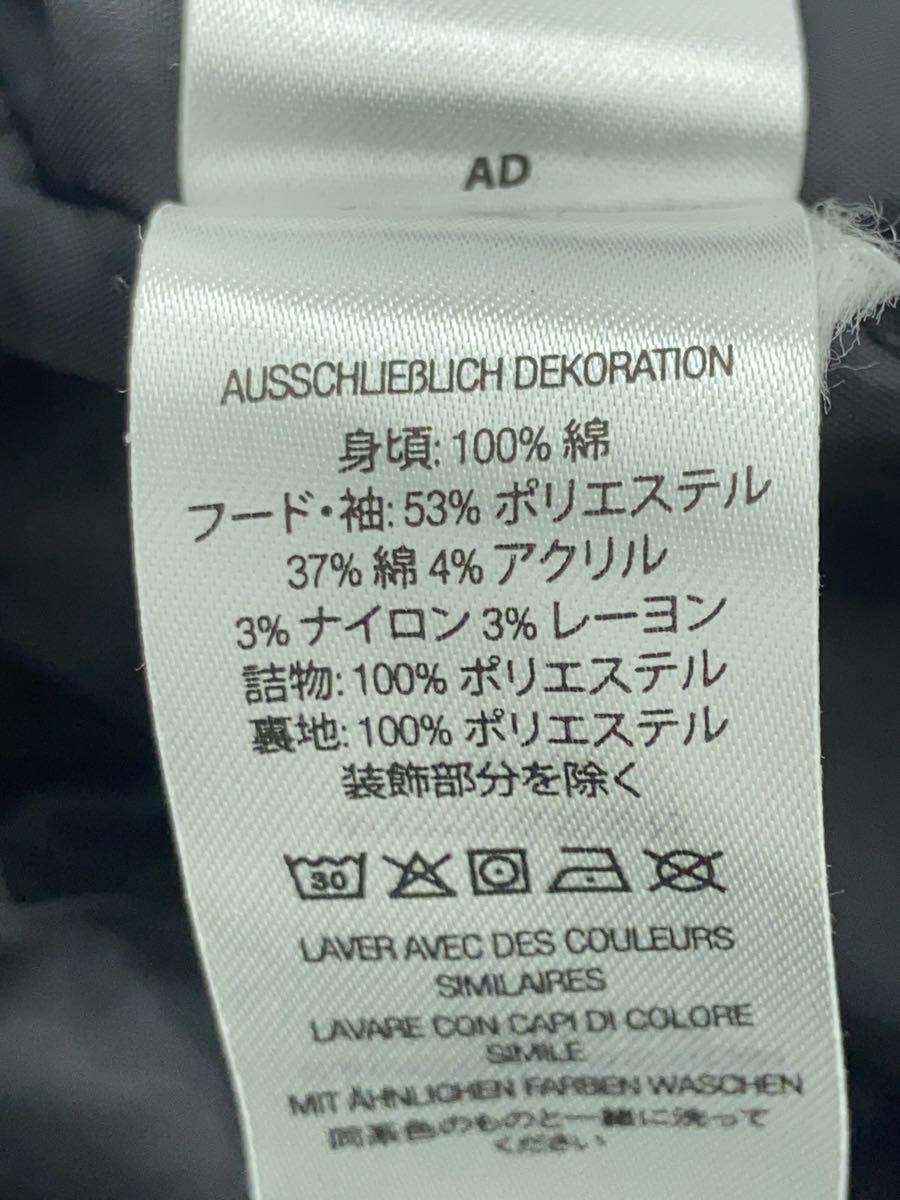 AD
AUSSCHLIEßLICH DEKORATION
身頃: 100% 綿
フード・袖: 53% ポリエステル
37% 綿 4% アクリル
3% ナイロン 3% レーヨン
詰物: 100% ポリエステル
裏地: 100% ポリエステル
装飾部分を除く
30
LAVER AVEC DES COULEURS
SIMILAIRES
LAVARE CON CAPI DI COLORE
SIMILE
MIT ÄHNLICHEN FARBEN WASCHEN
同系色のものと一緒に洗って
ください